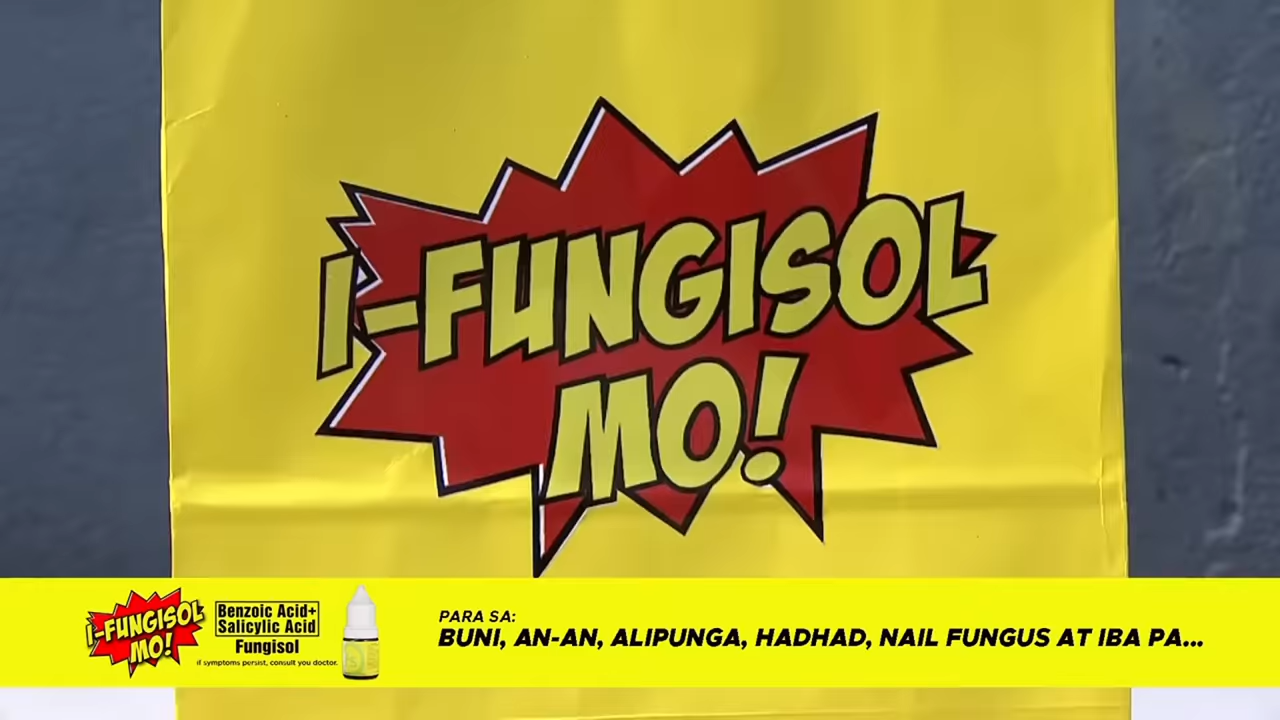 I-FUNGISOL
MO!
I-FUNGISOL
MO!
Benzoic Acid+
Salicylic Acid
Fungisol
if symptoms persist, consult you doctor.
PARA SA:
BUNI, AN-AN, ALIPUNGA, HADHAD, NAIL FUNGUS AT IBA PA...